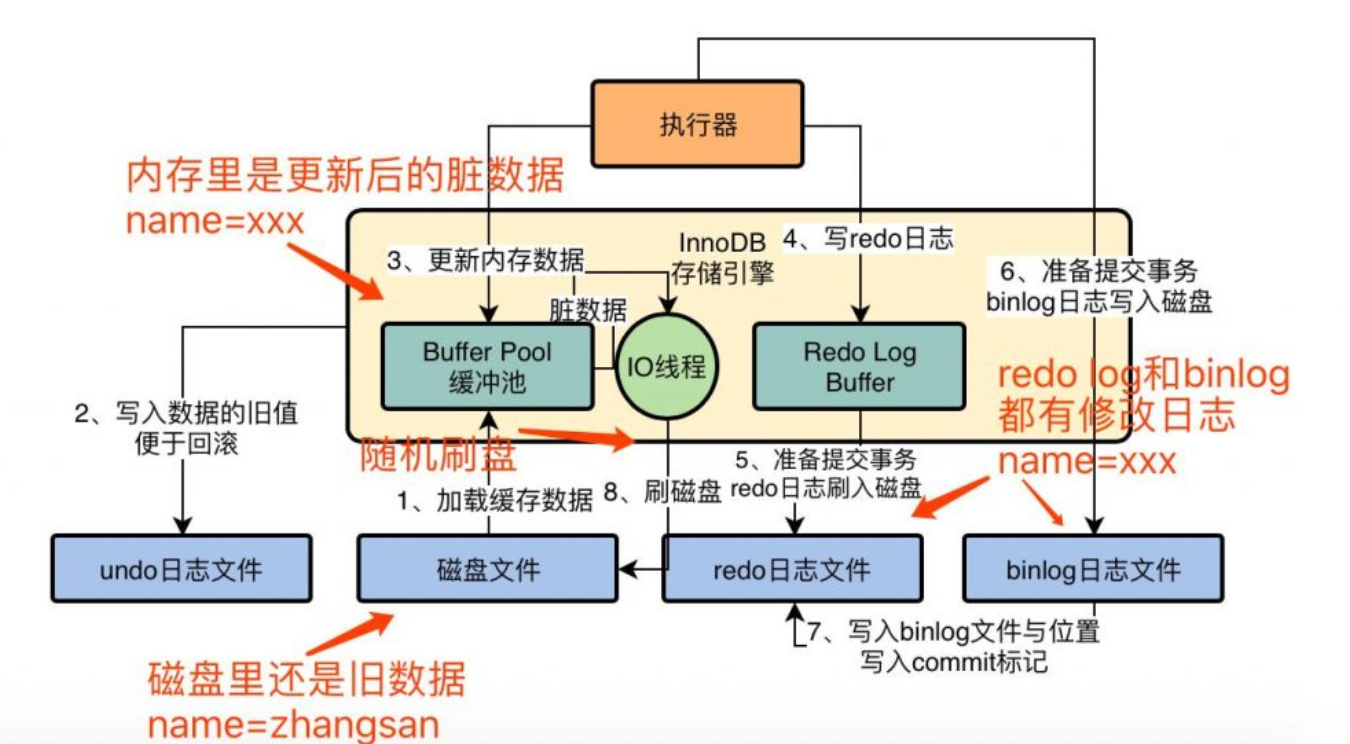 执行器
内存里是更新后的脏数据
name=xxx
3、更新内存数据
InnoDB
存储引擎
4、写redo日志
6、准备提交事务
binlog日志写入磁盘
脏数据
Buffer Pool
缓冲池
IO线程
Redo Log
Buffer
redo log和binlog
都有修改日志
name=xxx
2、写入数据的旧值
便于回滚
随机刷盘
1、加载缓存数据
8、刷磁盘
5、准备提交事务
redo日志刷入磁盘
undo日志文件
磁盘文件
redo日志文件
binlog日志文件
7、写入binlog文件与位置
写入commit标记
磁盘里还是旧数据
name=zhangsan